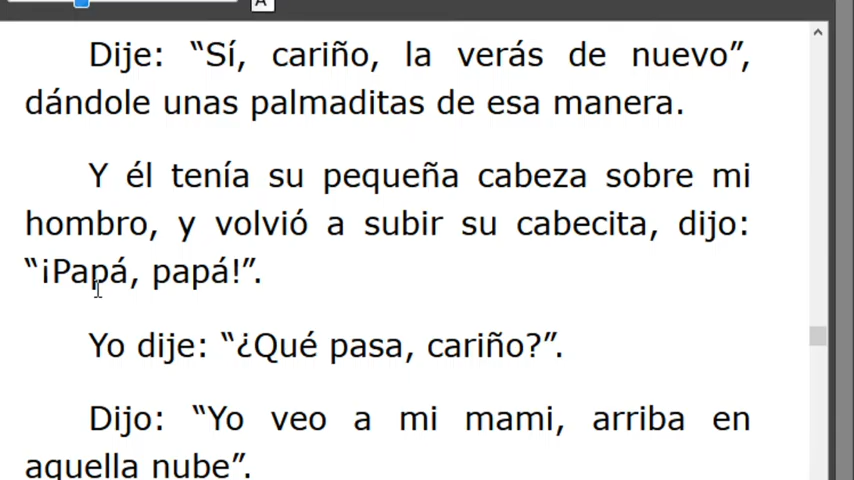 A
Dije: “Sí, cariño, la verás de nuevo”,
dándole unas palmaditas de esa manera.
Y él tenía su pequeña cabeza sobre mi
hombro, y volvió a subir su cabecita, dijo:
“¡Papá, papá!”.
Yo dije: “¿Qué pasa, cariño?”.
Dijo: “Yo veo a mi mami, arriba en
aquella nube”.